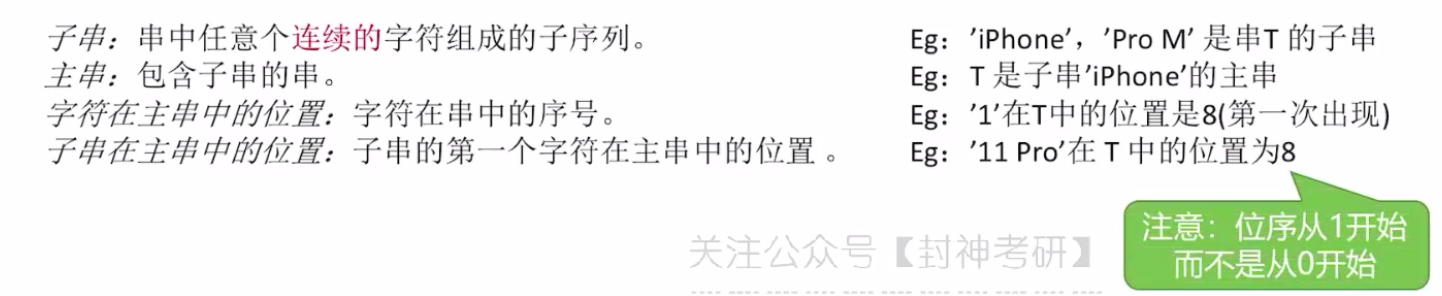 子串：串中任意个连续的字符组成的子序列。 Eg：’iPhone’，’Pro M’ 是串T 的子串
主串：包含子串的串。 Eg：T 是子串’iPhone’的主串
字符在主串中的位置：字符在串中的序号。 Eg：’1’在T中的位置是8(第一次出现)
子串在主串中的位置：子串的第一个字符在主串中的位置 。 Eg：’11 Pro’在 T 中的位置为8
注意：位序从1开始
而不是从0开始
关注公众号【封神考研】